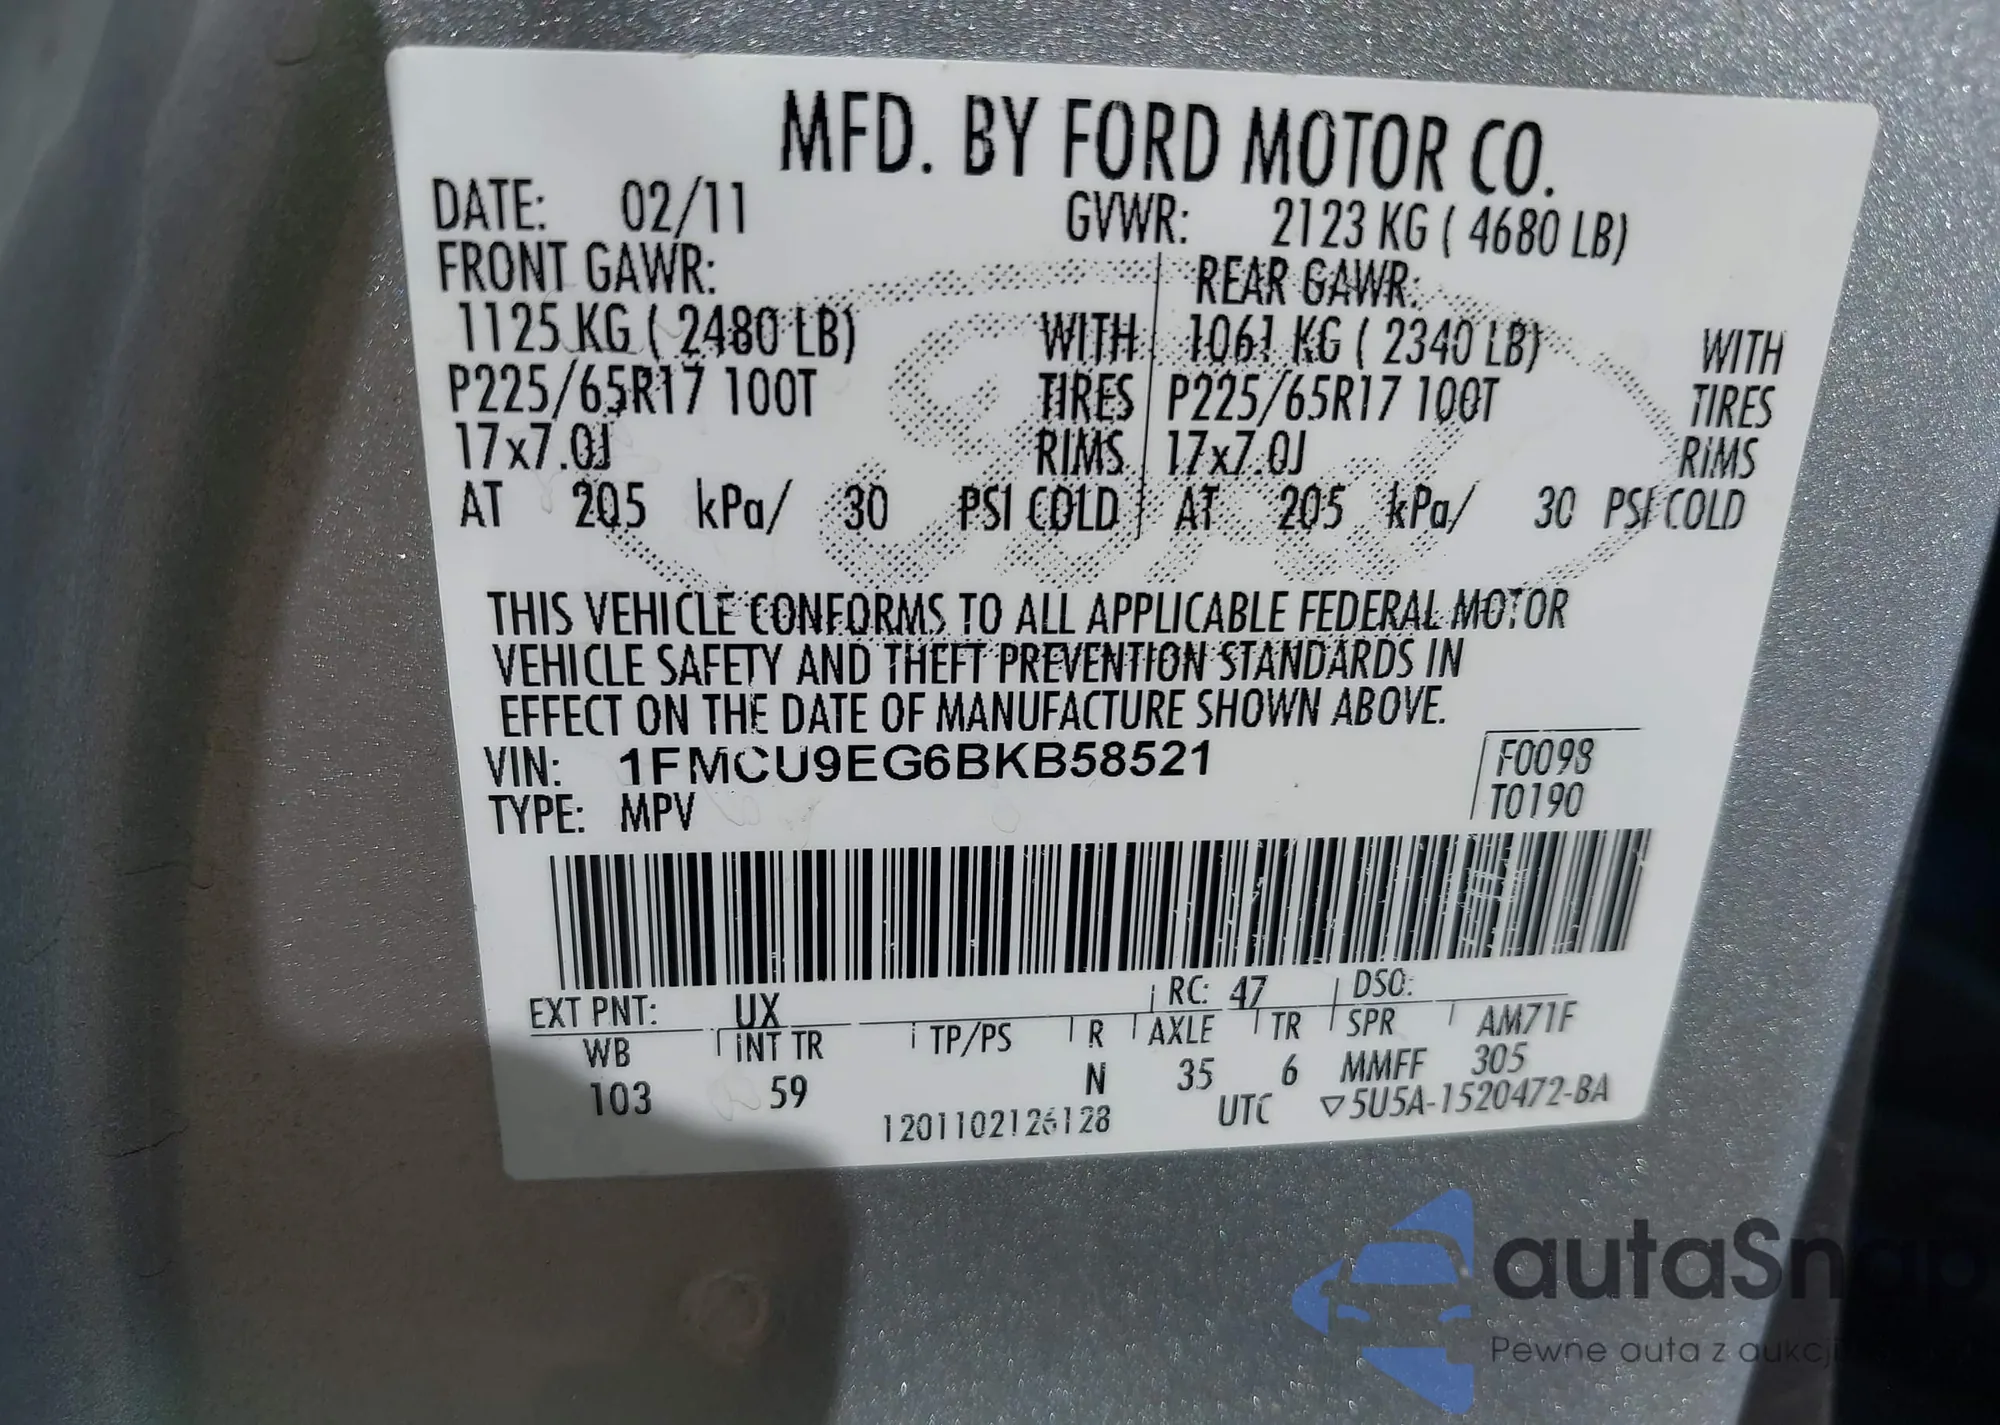 MFD. BY FORD MOTOR CO.
DATE: 02/11 GVWR: 2123 KG ( 4680 LB)
FRONT GAWR: REAR GAWR:
1125 KG ( 2480 LB) WITH 1061 KG ( 2340 LB) WITH
P225/65R17 100T TIRES P225/65R17 100T TIRES
17x7.0J RIMS 17x7.0J RIMS
AT 205 kPa/ 30 PSI COLD AT 205 kPa/ 30 PSI COLD
THIS VEHICLE CONFORMS TO ALL APPLICABLE FEDERAL MOTOR
VEHICLE SAFETY AND THEFT PREVENTION STANDARDS IN
EFFECT ON THE DATE OF MANUFACTURE SHOWN ABOVE.
VIN: 1FMCU9EG6BKB58521 F0098
TYPE: MPV T0190
EXT PNT: UX RC: 47 DSO:
WB INT TR TP/PS R AXLE TR SPR AM71F
103 59 N 35 6 MMFF 305
1201102126128 UTC ▽5U5A-1520472-BA
autaSnap
Pewne auta z